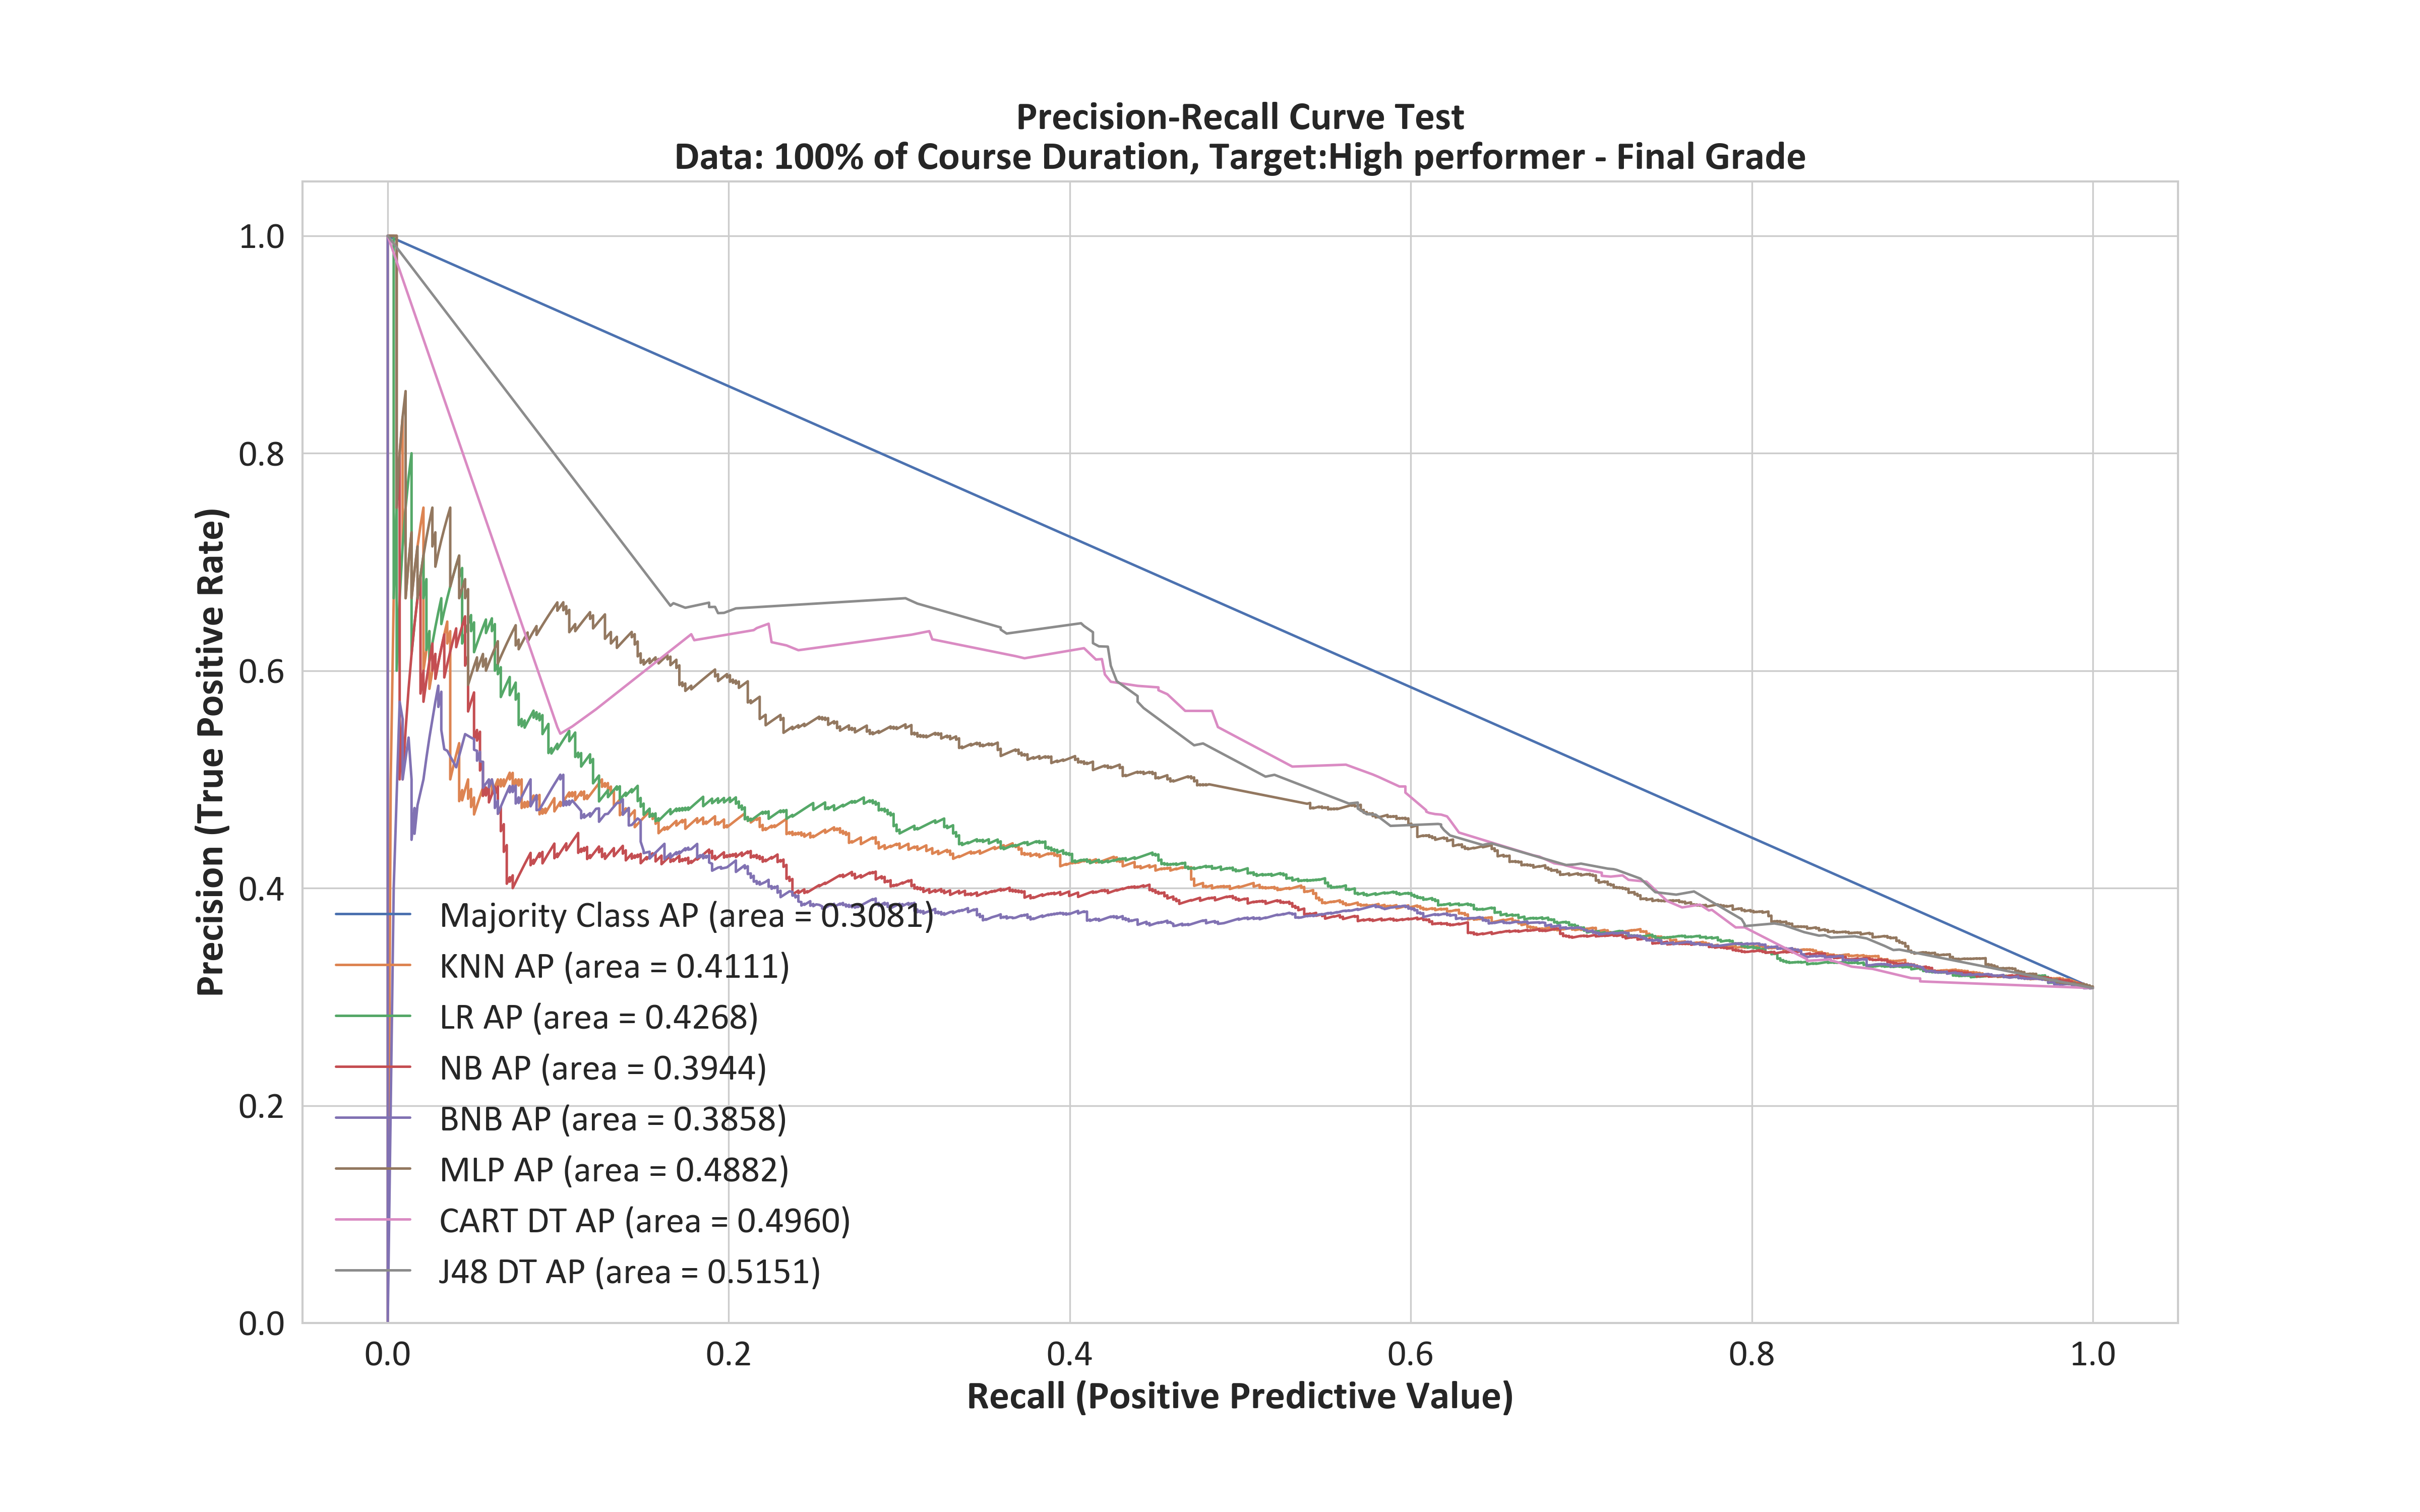 Precision-Recall Curve Test
Data: 100% of Course Duration, Target:High performer - Final Grade
Precision (True Positive Rate)
1.0
0.8
0.6
0.4
0.2
0.0
Majority Class AP (area = 0.3081)
KNN AP (area = 0.4111)
LR AP (area = 0.4268)
NB AP (area = 0.3944)
BNB AP (area = 0.3858)
MLP AP (area = 0.4882)
CART DT AP (area = 0.4960)
J48 DT AP (area = 0.5151)
0.0 0.2 0.4 0.6 0.8 1.0
Recall (Positive Predictive Value)